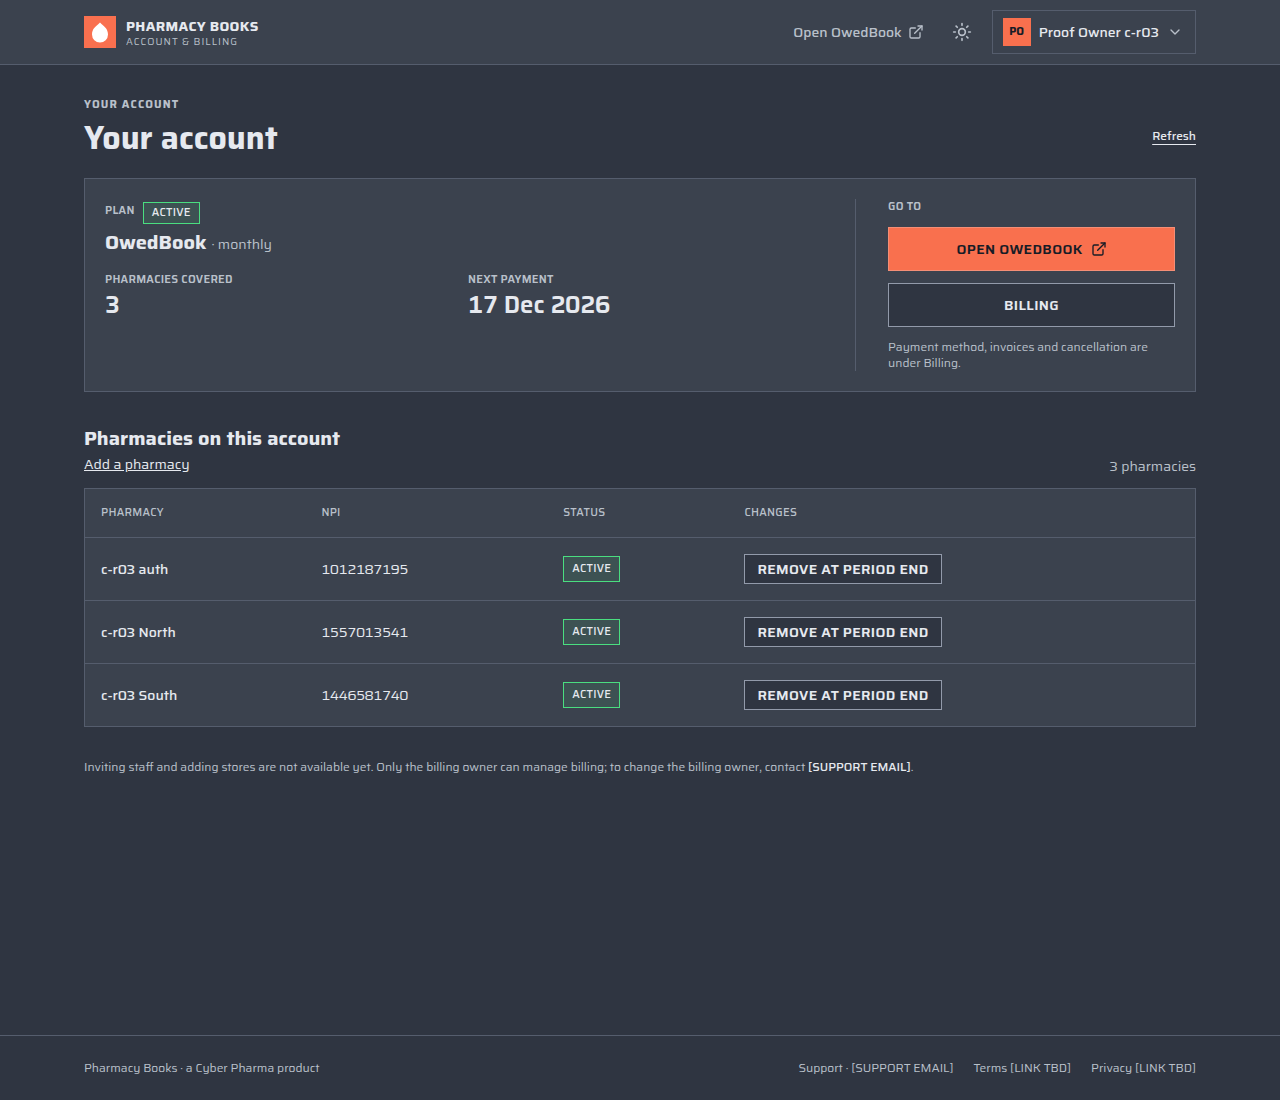 PHARMACY BOOKS
ACCOUNT & BILLING
Open OwedBook
PO
Proof Owner c-r03
YOUR ACCOUNT
Your account
Refresh
PLAN
ACTIVE
OwedBook · monthly
PHARMACIES COVERED
3
NEXT PAYMENT
17 Dec 2026
GO TO
OPEN OWEDBOOK
BILLING
Payment method, invoices and cancellation are
under Billing.
Pharmacies on this account
Add a pharmacy
3 pharmacies
PHARMACY NPI STATUS CHANGES
c-r03 auth 1012187195 ACTIVE REMOVE AT PERIOD END
c-r03 North 1557013541 ACTIVE REMOVE AT PERIOD END
c-r03 South 1446581740 ACTIVE REMOVE AT PERIOD END
Inviting staff and adding stores are not available yet. Only the billing owner can manage billing; to change the billing owner, contact [SUPPORT EMAIL].
Pharmacy Books · a Cyber Pharma product
Support · [SUPPORT EMAIL] Terms [LINK TBD] Privacy [LINK TBD]